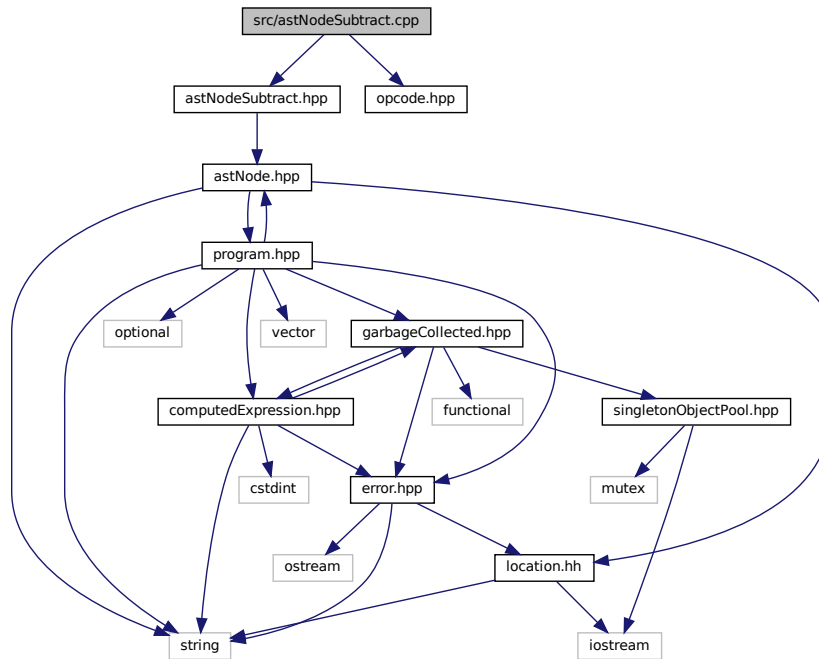 src/astNodeSubtract.cpp
astNodeSubtract.hpp
opcode.hpp
astNode.hpp
program.hpp
optional
vector
garbageCollected.hpp
computedExpression.hpp
functional
singletonObjectPool.hpp
cstdint
error.hpp
mutex
ostream
location.hh
string
iostream